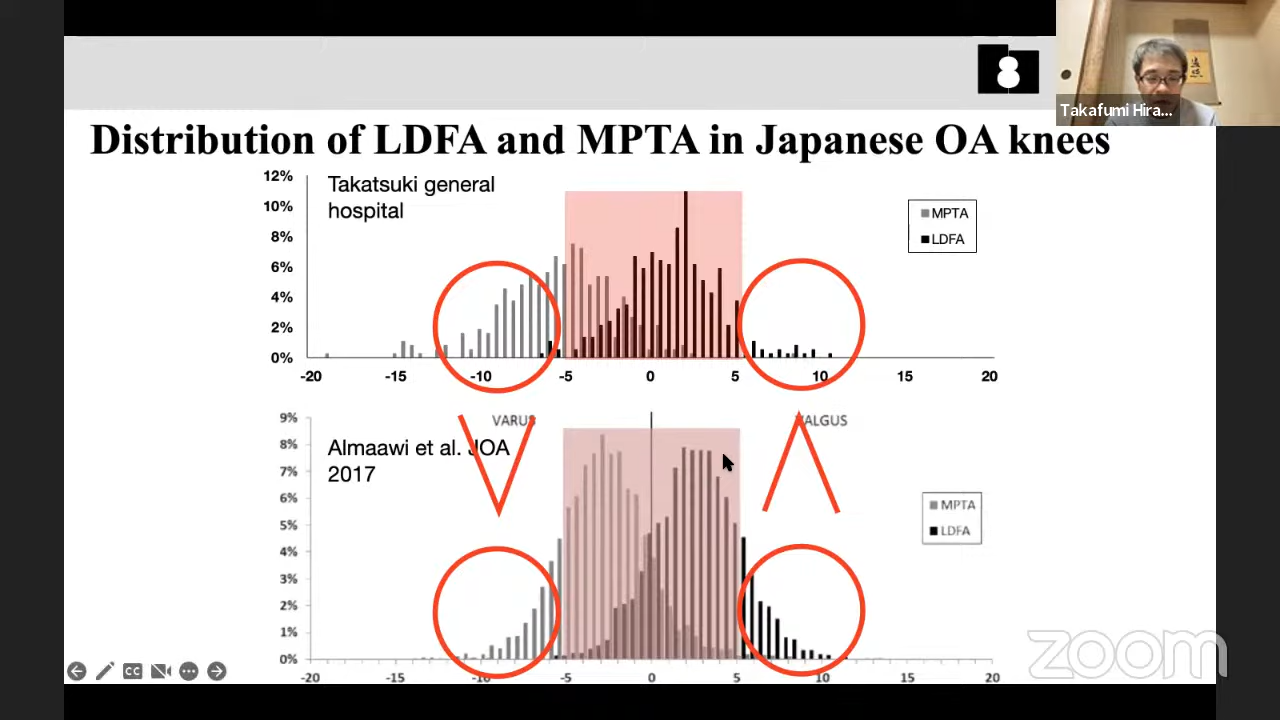 Takafumi Hira...
Distribution of LDFA and MPTA in Japanese OA knees
12%
10%
8%
6%
4%
2%
0%
Takatsuki general
hospital
MPTA
LDFA
-20 -15 -10 -5 0 5 10 15 20
9%
8%
7%
6%
5%
4%
3%
2%
1%
0%
VARUS
VALGUS
Almaawi et al. JOA
2017
MPTA
LDFA
-20 -15 -10 -5 0 5 10 15 20
CC
zoom